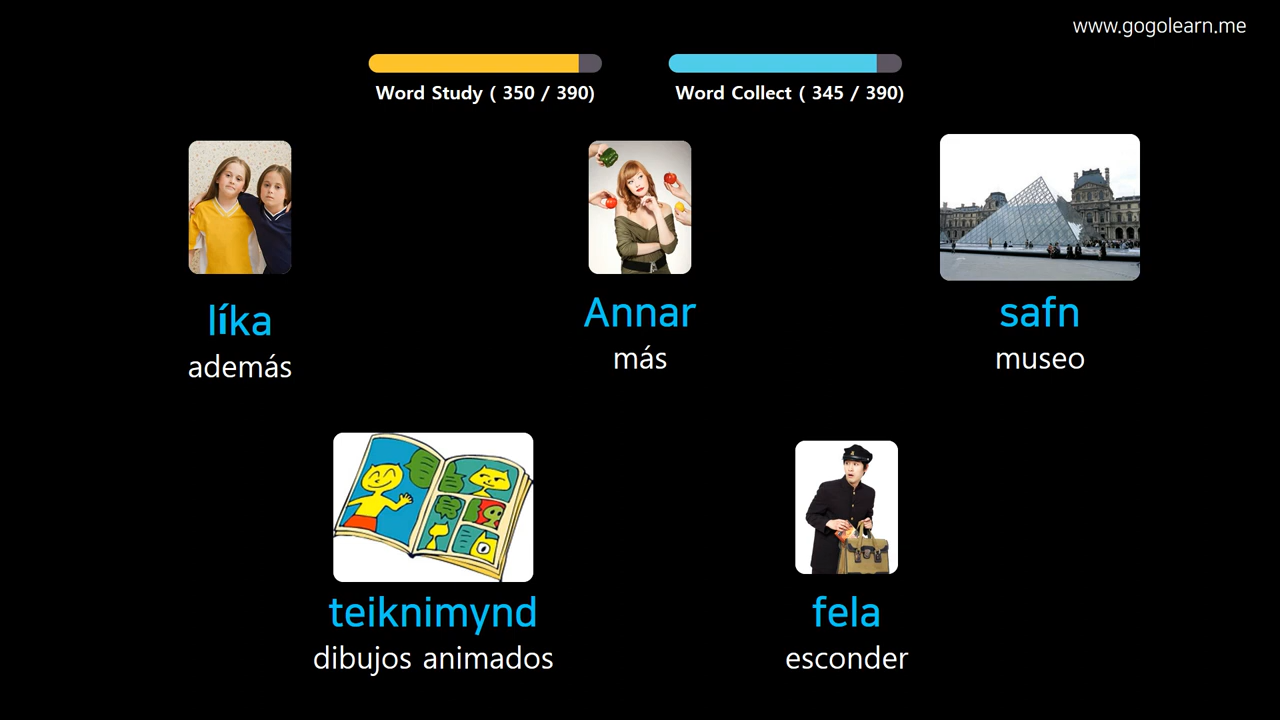 www.gogolearn.me
Word Study ( 350 / 390)
Word Collect ( 345 / 390)
líka
además
Annar
más
safn
museo
teiknimynd
dibujos animados
fela
esconder